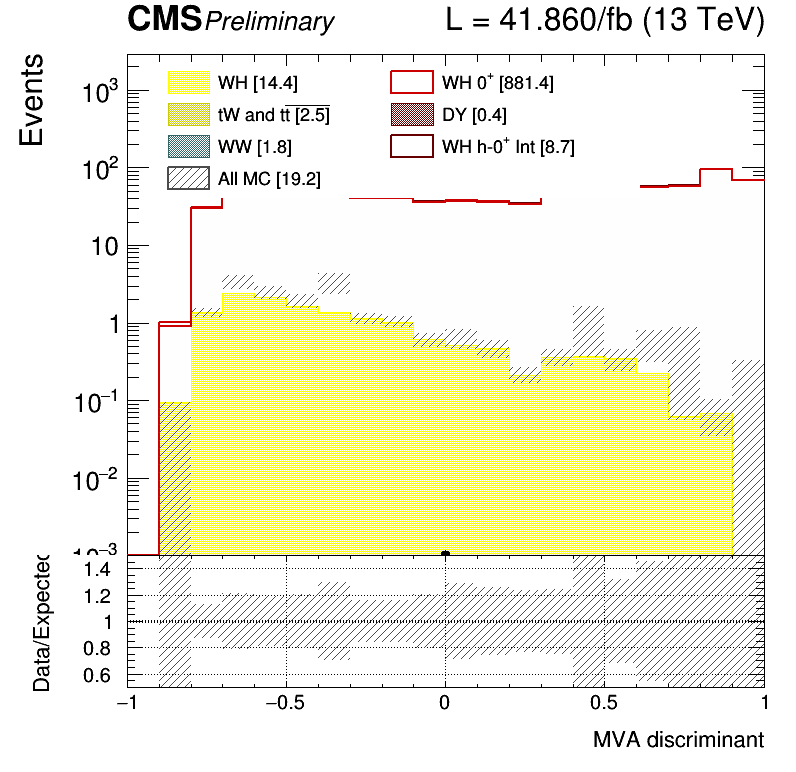 CMS Preliminary L = 41.860/fb (13 TeV)
Events
WH [14.4] WH 0⁺ [881.4]
tW and tt̅ [2.5] DY [0.4]
WW [1.8] WH h-0⁺ Int [8.7]
All MC [19.2]
10³
10²
10
1
10⁻¹
10⁻²
10⁻³
Data/Expected
1.4
1.2
1
0.8
0.6
−1 −0.5 0 0.5 1
MVA discriminant